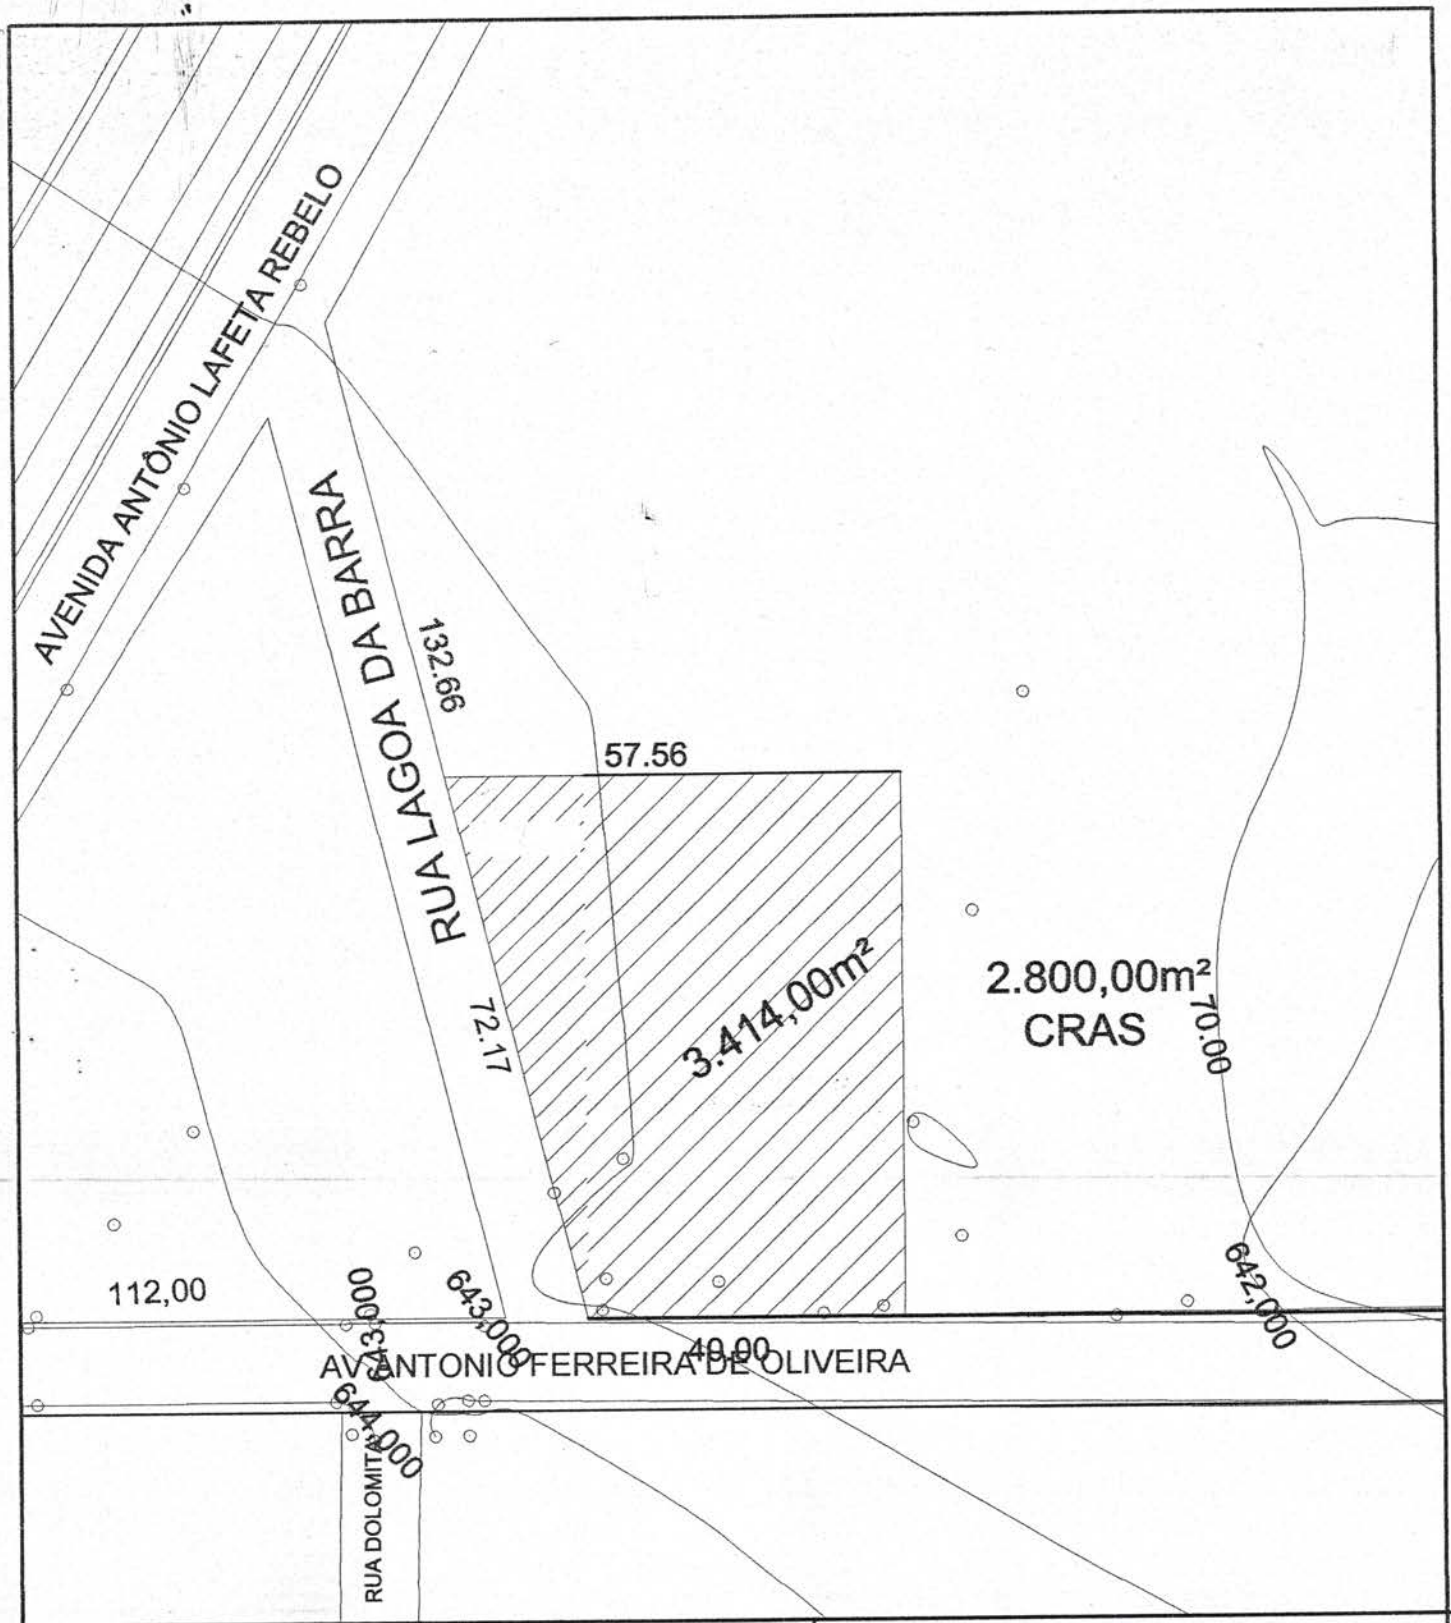 AVENIDA ANTÔNIO LAFETA REBELO
RUA LAGOA DA BARRA
132.66
57.56
72.17
3.414,00m²
2.800,00m²
CRAS
70.00
112,00
643,000
643,000
642,000
40.00
AV ANTONIO FERREIRA DE OLIVEIRA
644,000
RUA DOLOMITA